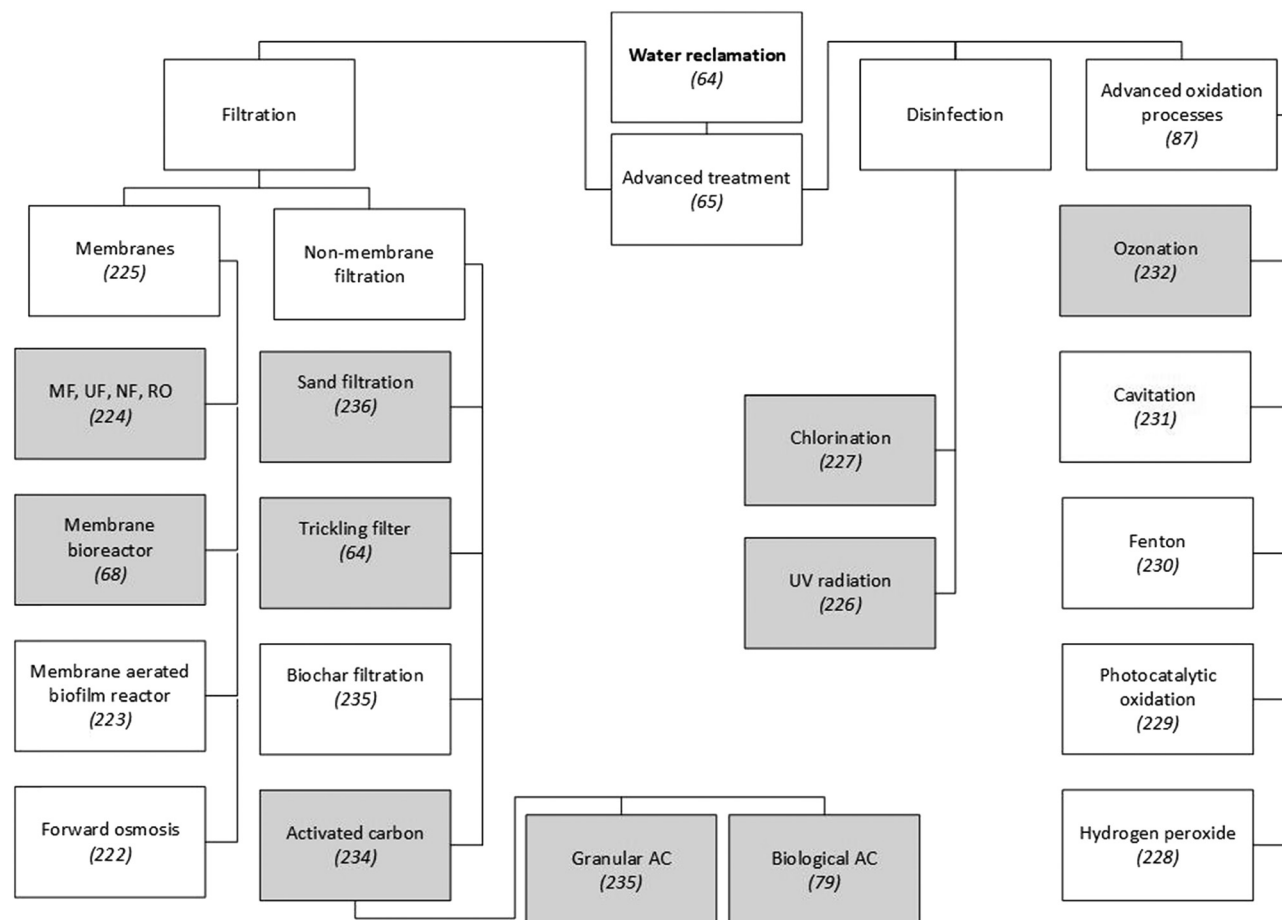 Water reclamation
(64)
Advanced treatment
(65)
Filtration
Membranes
(225)
MF, UF, NF, RO
(224)
Membrane
bioreactor
(68)
Membrane aerated
biofilm reactor
(223)
Forward osmosis
(222)
Non-membrane
filtration
Sand filtration
(236)
Trickling filter
(64)
Biochar filtration
(235)
Activated carbon
(234)
Granular AC
(235)
Biological AC
(79)
Disinfection
Chlorination
(227)
UV radiation
(226)
Advanced oxidation
processes
(87)
Ozonation
(232)
Cavitation
(231)
Fenton
(230)
Photocatalytic
oxidation
(229)
Hydrogen peroxide
(228)